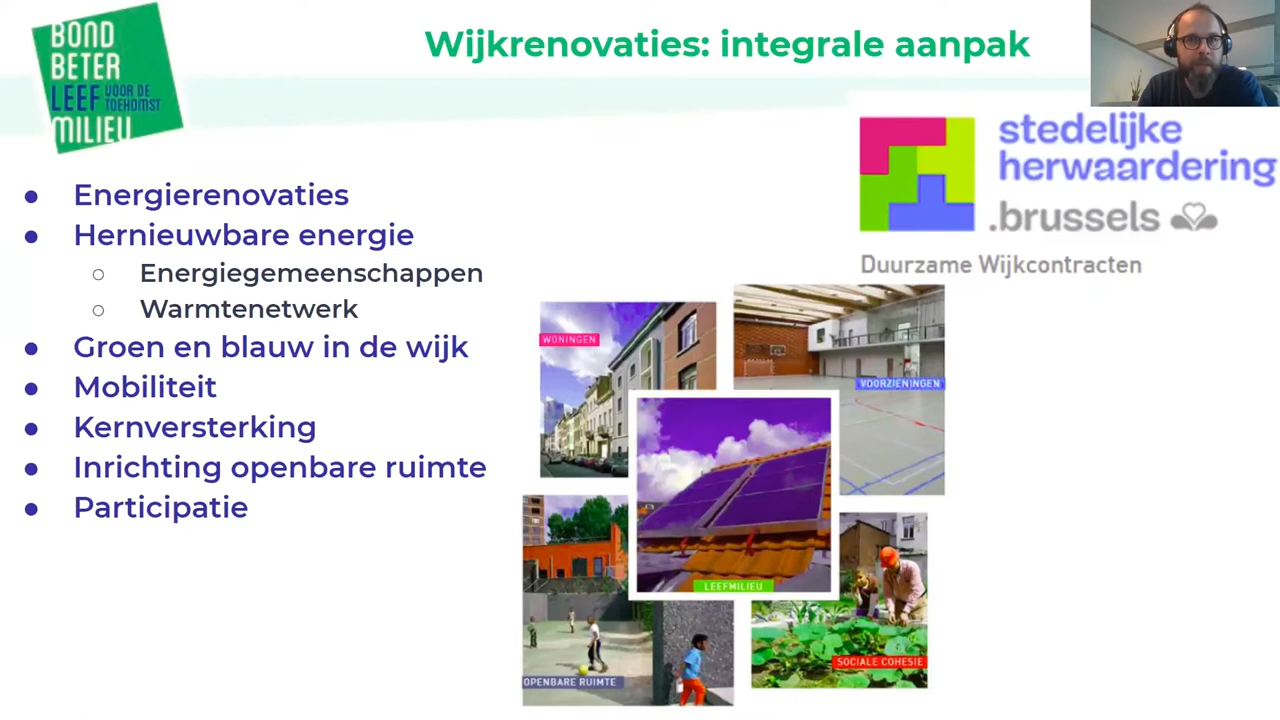 BOND
BETER
LEEF VOOR DE TOEKOMST
MILIEU
Wijkrenovaties: integrale aanpak
stedelijke
herwaardering
.brussels
Duurzame Wijkcontracten
● Energierenovaties
● Hernieuwbare energie
○ Energiegemeenschappen
○ Warmtenetwerk
● Groen en blauw in de wijk
● Mobiliteit
● Kernversterking
● Inrichting openbare ruimte
● Participatie
WONINGEN
VOORZIENINGEN
LEEFMILIEU
SOCIALE COHESIE
OPENBARE RUIMTE